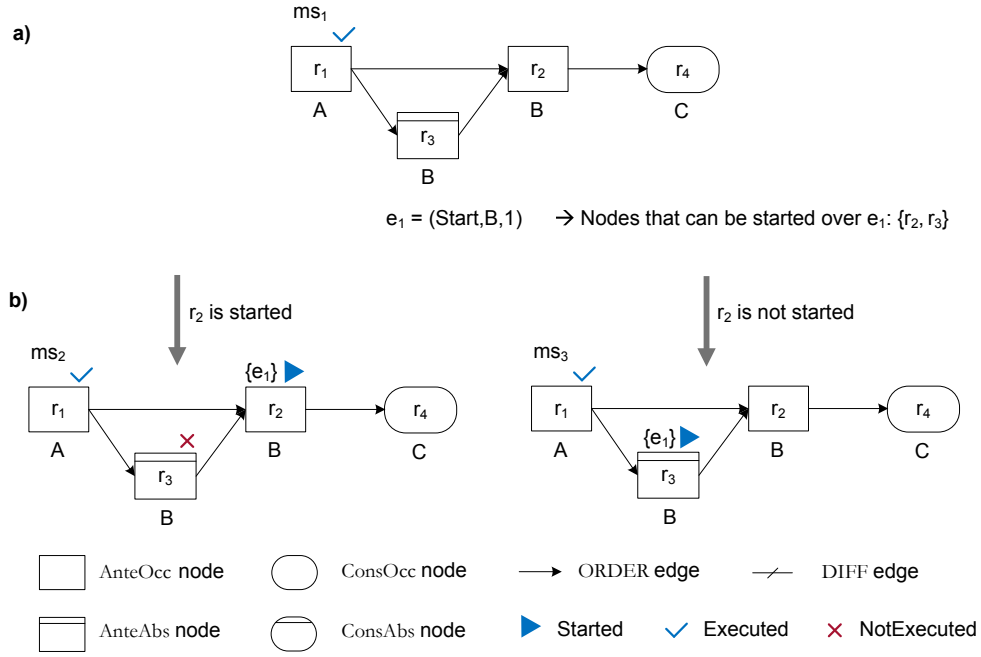 ms₁
a)
r₁
r₂
r₄
A
B
C
r₃
B
e₁ = (Start,B,1) → Nodes that can be started over e₁: {r₂, r₃}
b)
r₂ is started
r₂ is not started
ms₂
{e₁}
r₁
r₂
r₄
A
B
C
r₃
B
ms₃
r₁
r₂
r₄
A
B
C
{e₁}
r₃
B
AnteOcc node
ConsOcc node
ORDER edge
DIFF edge
AnteAbs node
ConsAbs node
Started
Executed
NotExecuted